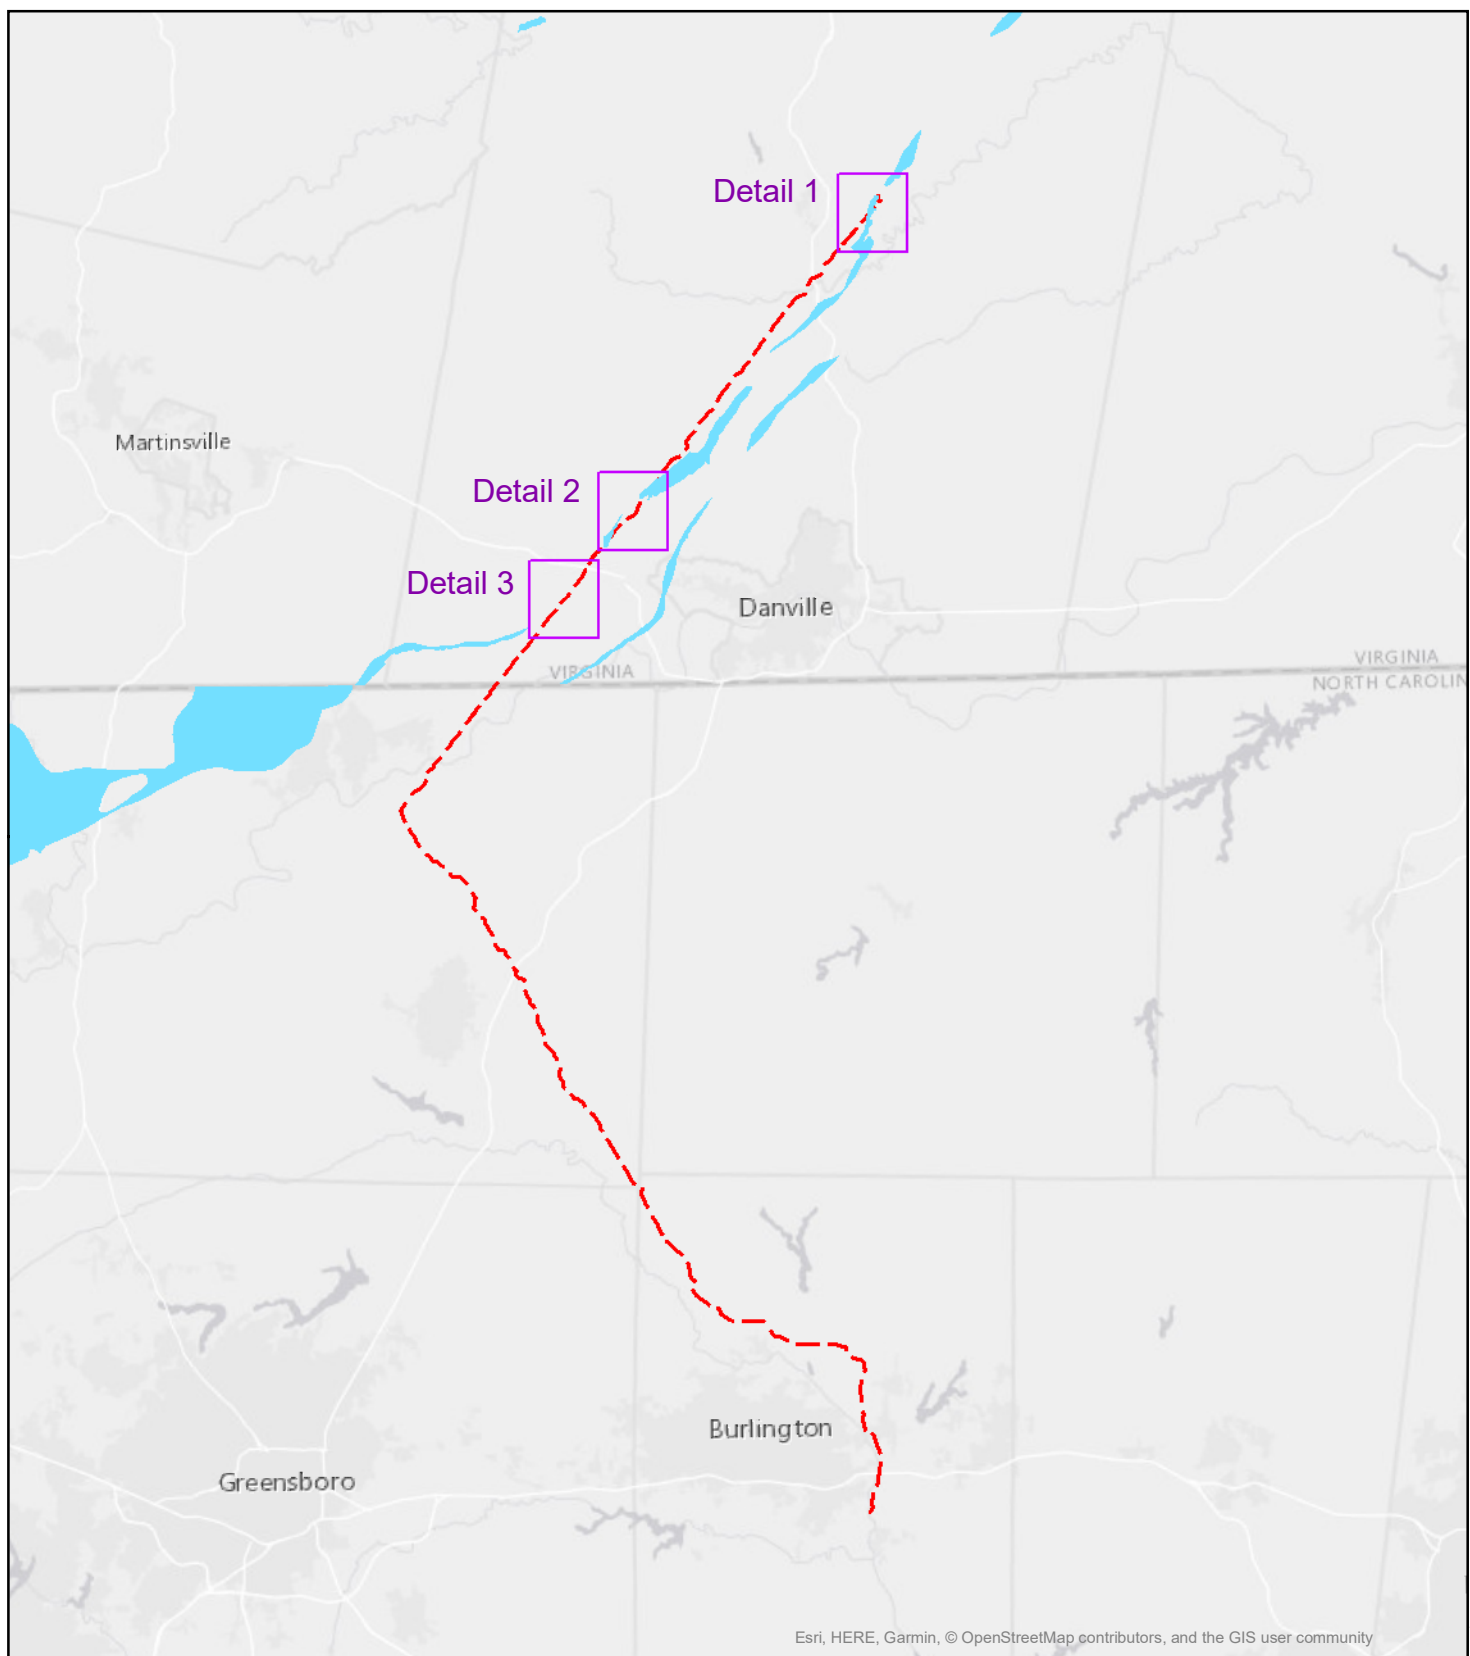 Detail 1
Martinsville
Detail 2
Detail 3
Danville
VIRGINIA
VIRGINIA
NORTH CAROLIN
Burlington
Greensboro
Esri, HERE, Garmin, © OpenStreetMap contributors, and the GIS user community